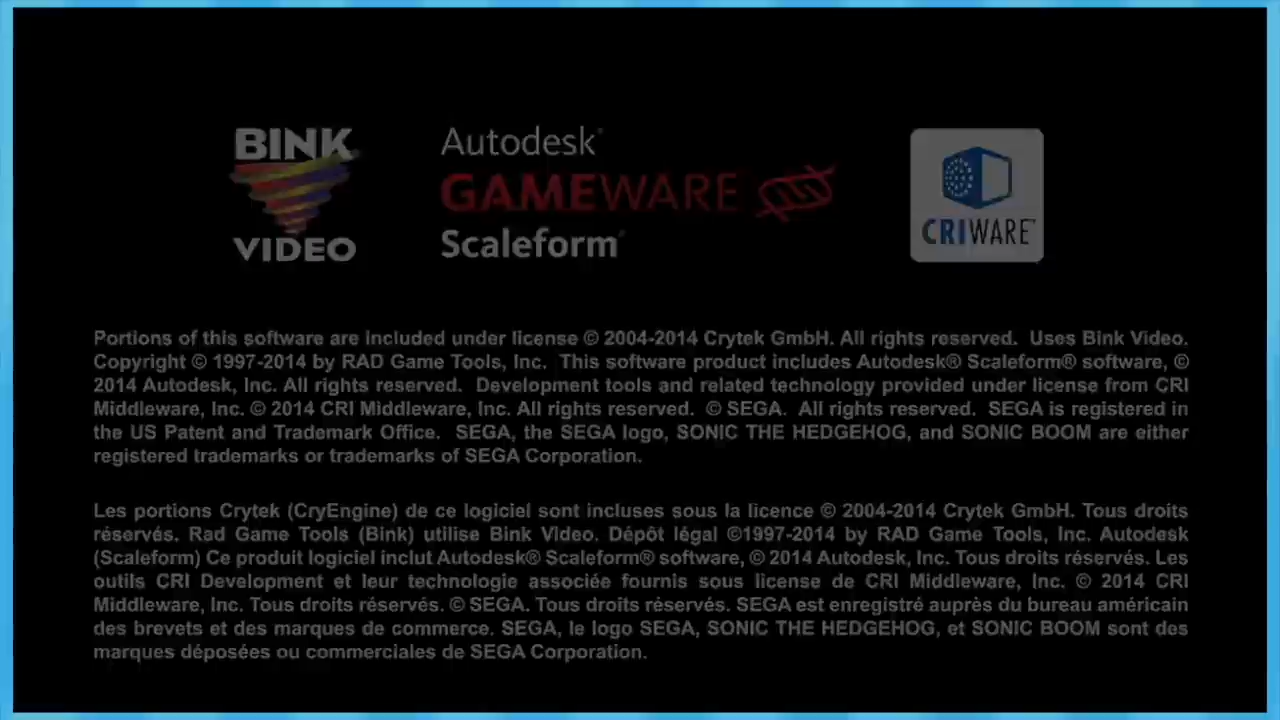 BINK
VIDEO
Autodesk®
GAMEWARE
Scaleform®
CRIWARE™
Portions of this software are included under license © 2004-2014 Crytek GmbH. All rights reserved.  Uses Bink Video.
Copyright © 1997-2014 by RAD Game Tools, Inc.  This software product includes Autodesk® Scaleform® software, ©
2014 Autodesk, Inc. All rights reserved.  Development tools and related technology provided under license from CRI
Middleware, Inc. © 2014 CRI Middleware, Inc. All rights reserved.  © SEGA.  All rights reserved.  SEGA is registered in
the US Patent and Trademark Office.  SEGA, the SEGA logo, SONIC THE HEDGEHOG, and SONIC BOOM are either
registered trademarks or trademarks of SEGA Corporation.
Les portions Crytek (CryEngine) de ce logiciel sont incluses sous la licence © 2004-2014 Crytek GmbH. Tous droits
réservés. Rad Game Tools (Bink) utilise Bink Video. Dépôt légal ©1997-2014 by RAD Game Tools, Inc. Autodesk
(Scaleform) Ce produit logiciel inclut Autodesk® Scaleform® software, © 2014 Autodesk, Inc. Tous droits réservés. Les
outils CRI Development et leur technologie associée fournis sous license de CRI Middleware, Inc. © 2014 CRI
Middleware, Inc. Tous droits réservés. © SEGA. Tous droits réservés. SEGA est enregistré auprès du bureau américain
des brevets et des marques de commerce. SEGA, le logo SEGA, SONIC THE HEDGEHOG, et SONIC BOOM sont des
marques déposées ou commerciales de SEGA Corporation.